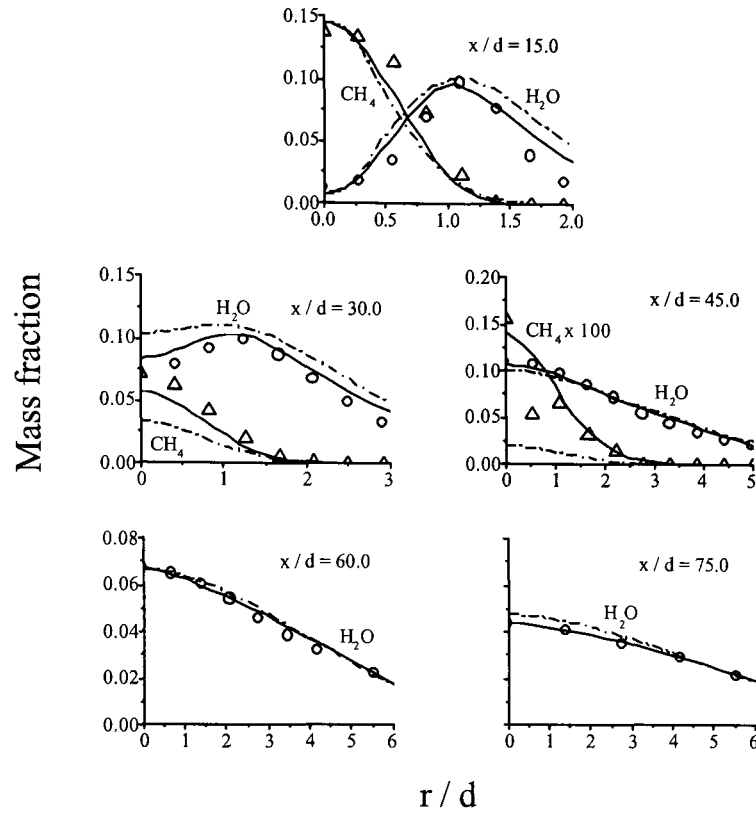 0.15
x / d = 15.0
0.10
CH4
H2O
0.05
0.00
0.0 0.5 1.0 1.5 2.0
Mass fraction
0.15
H2O
x / d = 30.0
0.10
0.05
CH4
0.00
0 1 2 3
0.20
x / d = 45.0
0.15
CH4 x 100
0.10
H2O
0.05
0.00
0 1 2 3 4 5
0.08
x / d = 60.0
0.06
0.04
H2O
0.02
0.00
0 1 2 3 4 5 6
x / d = 75.0
H2O
0 1 2 3 4 5 6
r / d